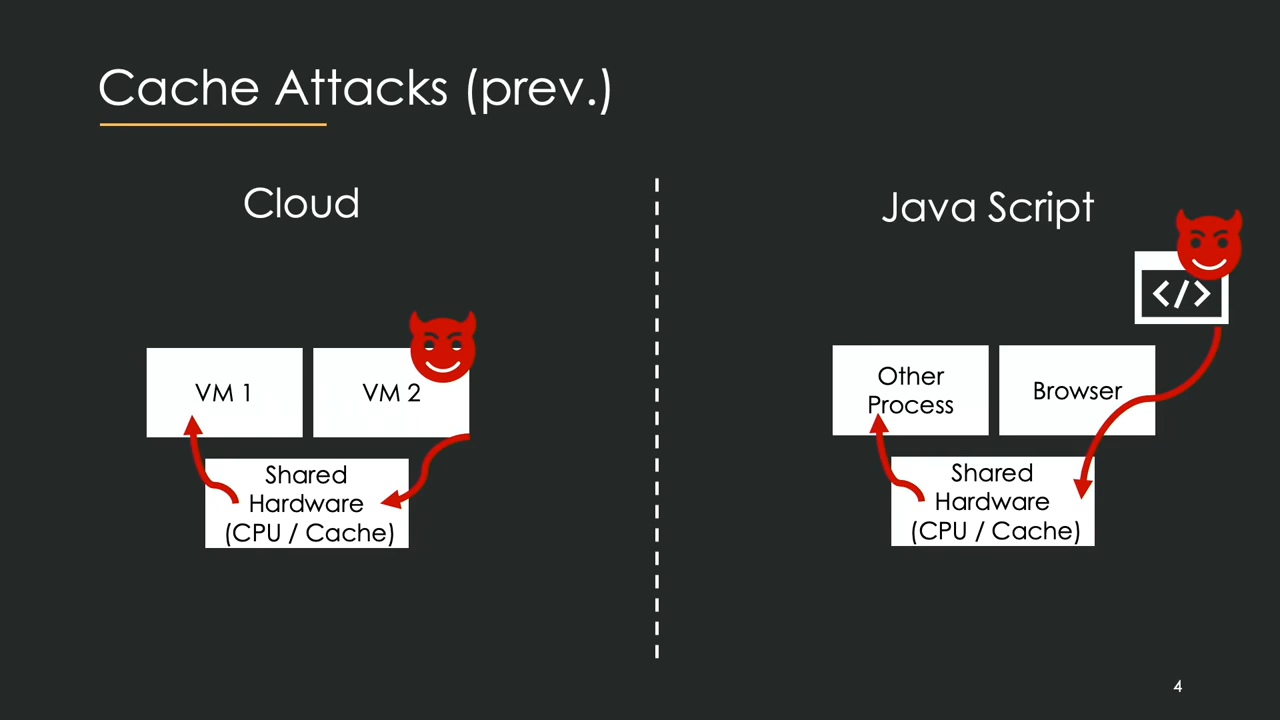 Cache Attacks (prev.)
Cloud
VM 1
VM 2
Shared
Hardware
(CPU / Cache)
Java Script
</>
Other
Process
Browser
Shared
Hardware
(CPU / Cache)
4